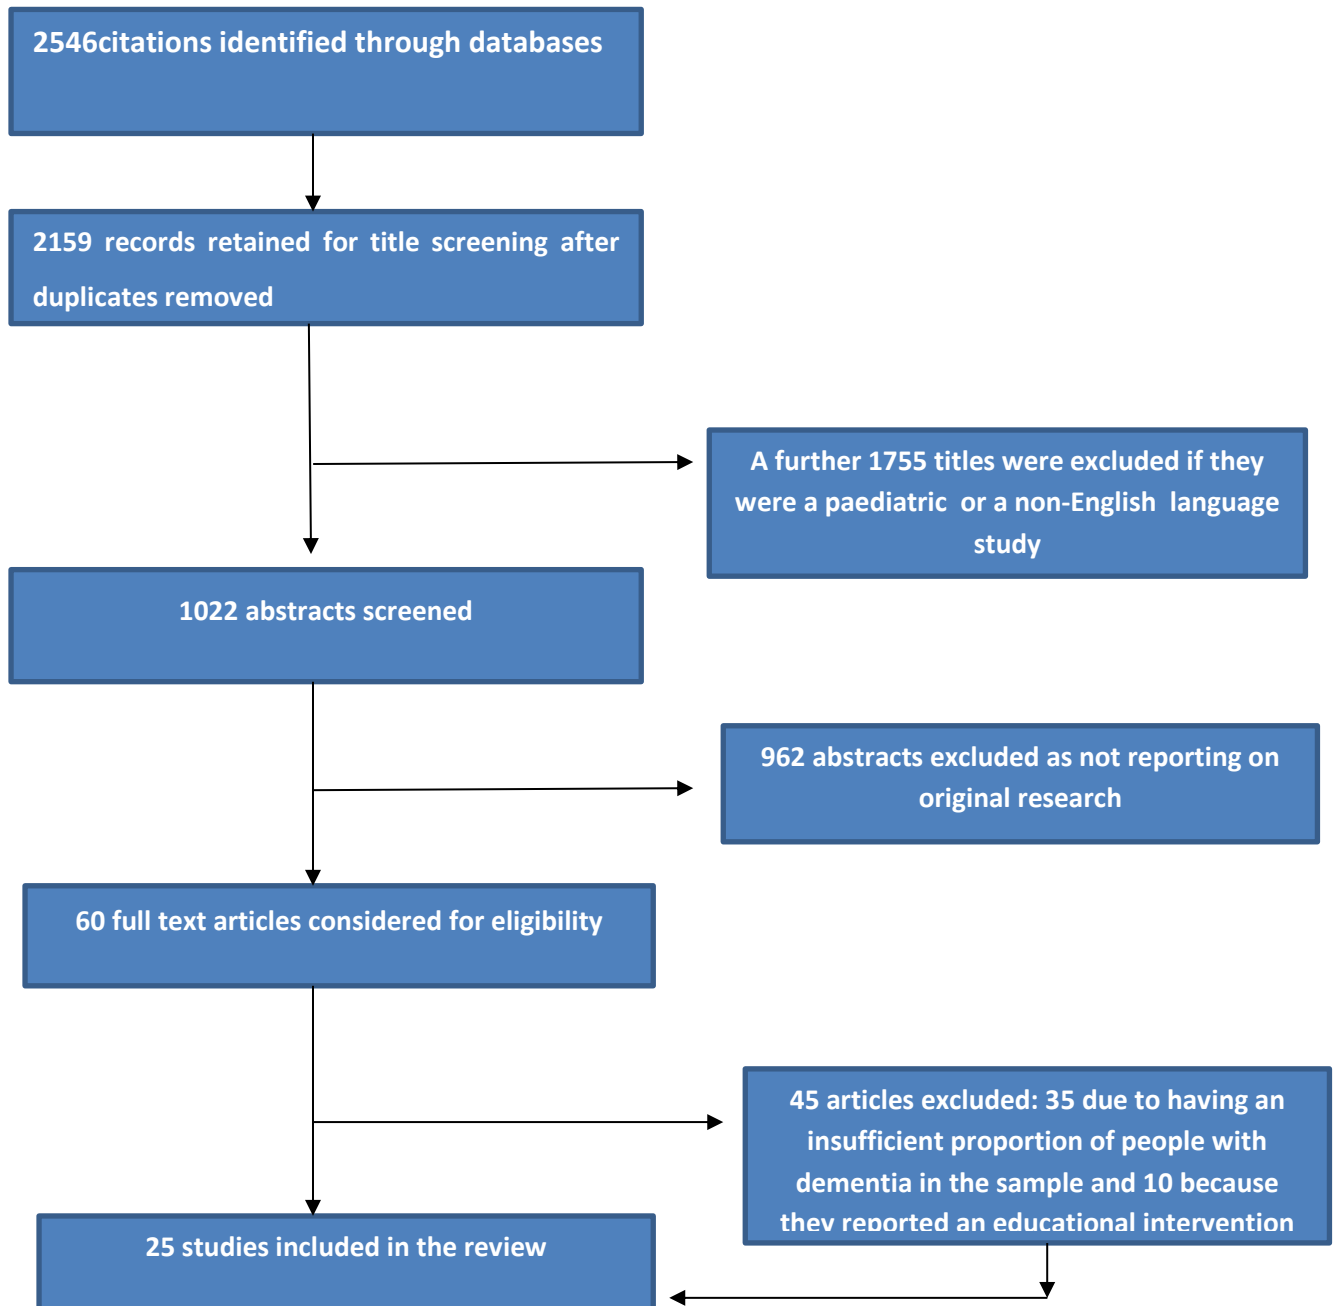 2546citations identified through databases
2159 records retained for title screening after
duplicates removed
A further 1755 titles were excluded if they
were a paediatric or a non-English language
study
1022 abstracts screened
962 abstracts excluded as not reporting on
original research
60 full text articles considered for eligibility
45 articles excluded: 35 due to having an
insufficient proportion of people with
dementia in the sample and 10 because
they reported an educational intervention
25 studies included in the review